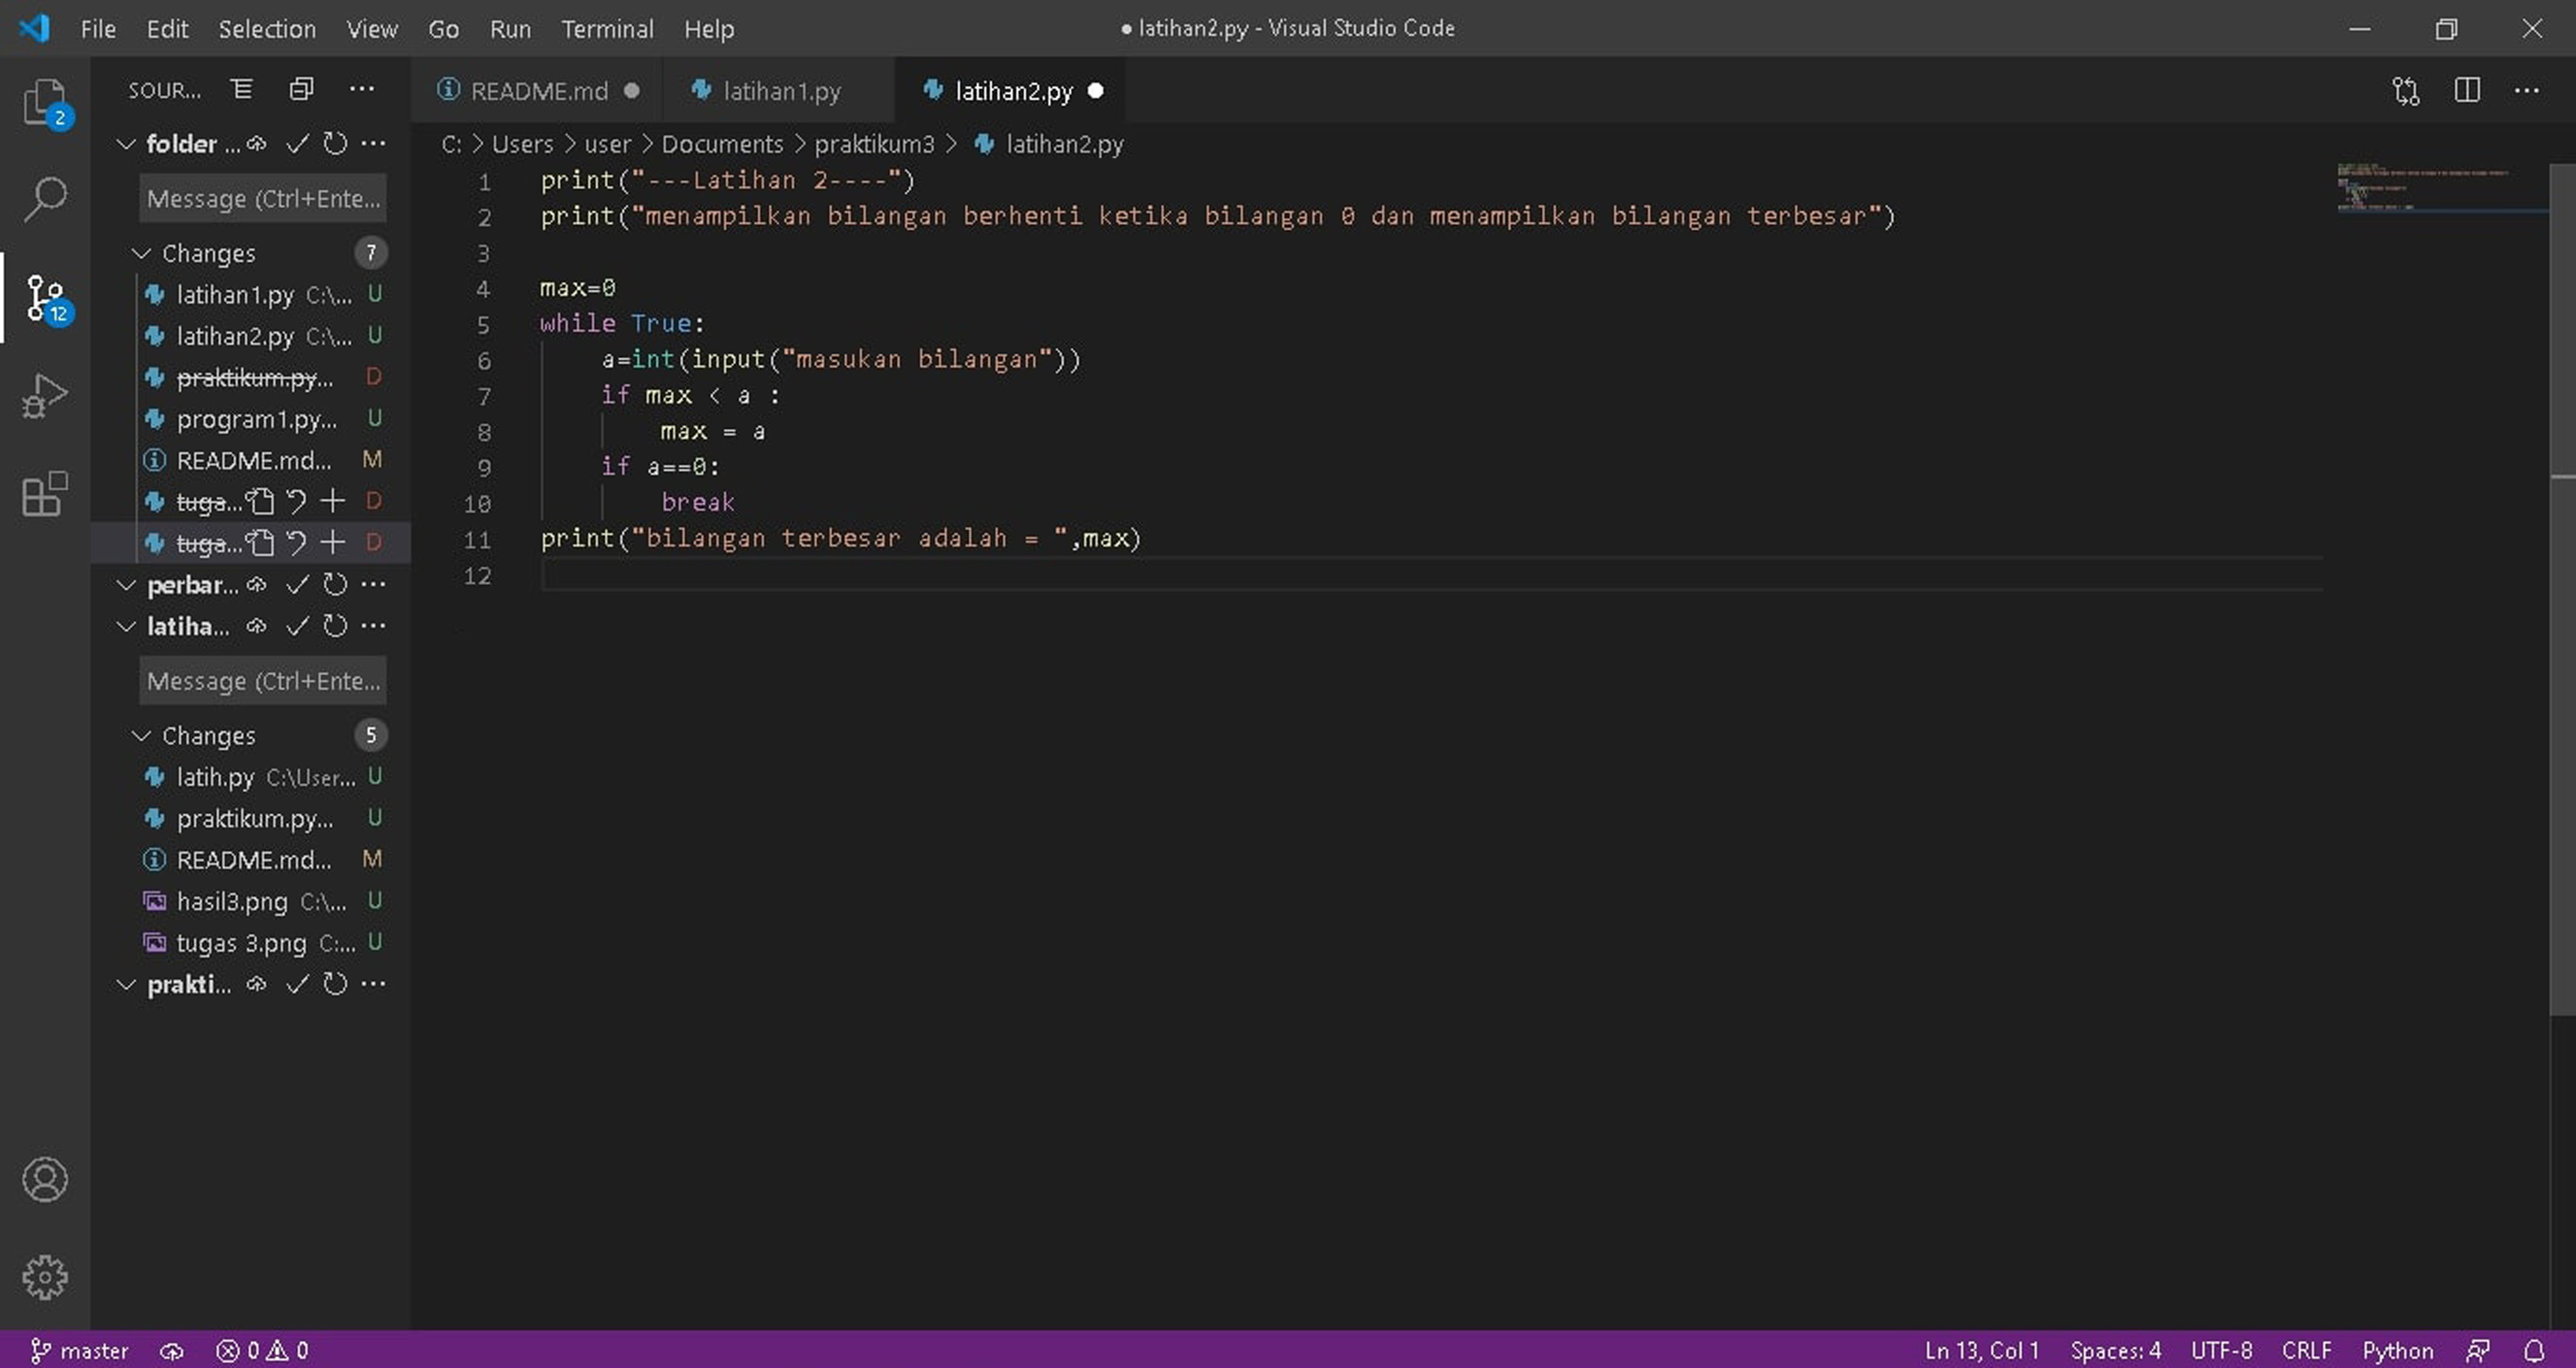 File Edit Selection View Go Run Terminal Help
● latihan2.py - Visual Studio Code
SOUR...
README.md
latihan1.py
latihan2.py
2
12
folder ...
Message (Ctrl+Ente...
Changes 7
latihan1.py C:\... U
latihan2.py C:\... U
praktikum.py... D
program1.py... U
README.md... M
tuga... D
tuga... D
perbar...
latiha...
Message (Ctrl+Ente...
Changes 5
latih.py C:\User... U
praktikum.py... U
README.md... M
hasil3.png C:\... U
tugas 3.png C:... U
prakti...
C: > Users > user > Documents > praktikum3 > latihan2.py
1 print("---Latihan 2----")
2 print("menampilkan bilangan berhenti ketika bilangan 0 dan menampilkan bilangan terbesar")
3
4 max=0
5 while True:
6     a=int(input("masukan bilangan"))
7     if max < a :
8         max = a
9     if a==0:
10         break
11 print("bilangan terbesar adalah = ",max)
12
master 0 0
Ln 13, Col 1 Spaces: 4 UTF-8 CRLF Python